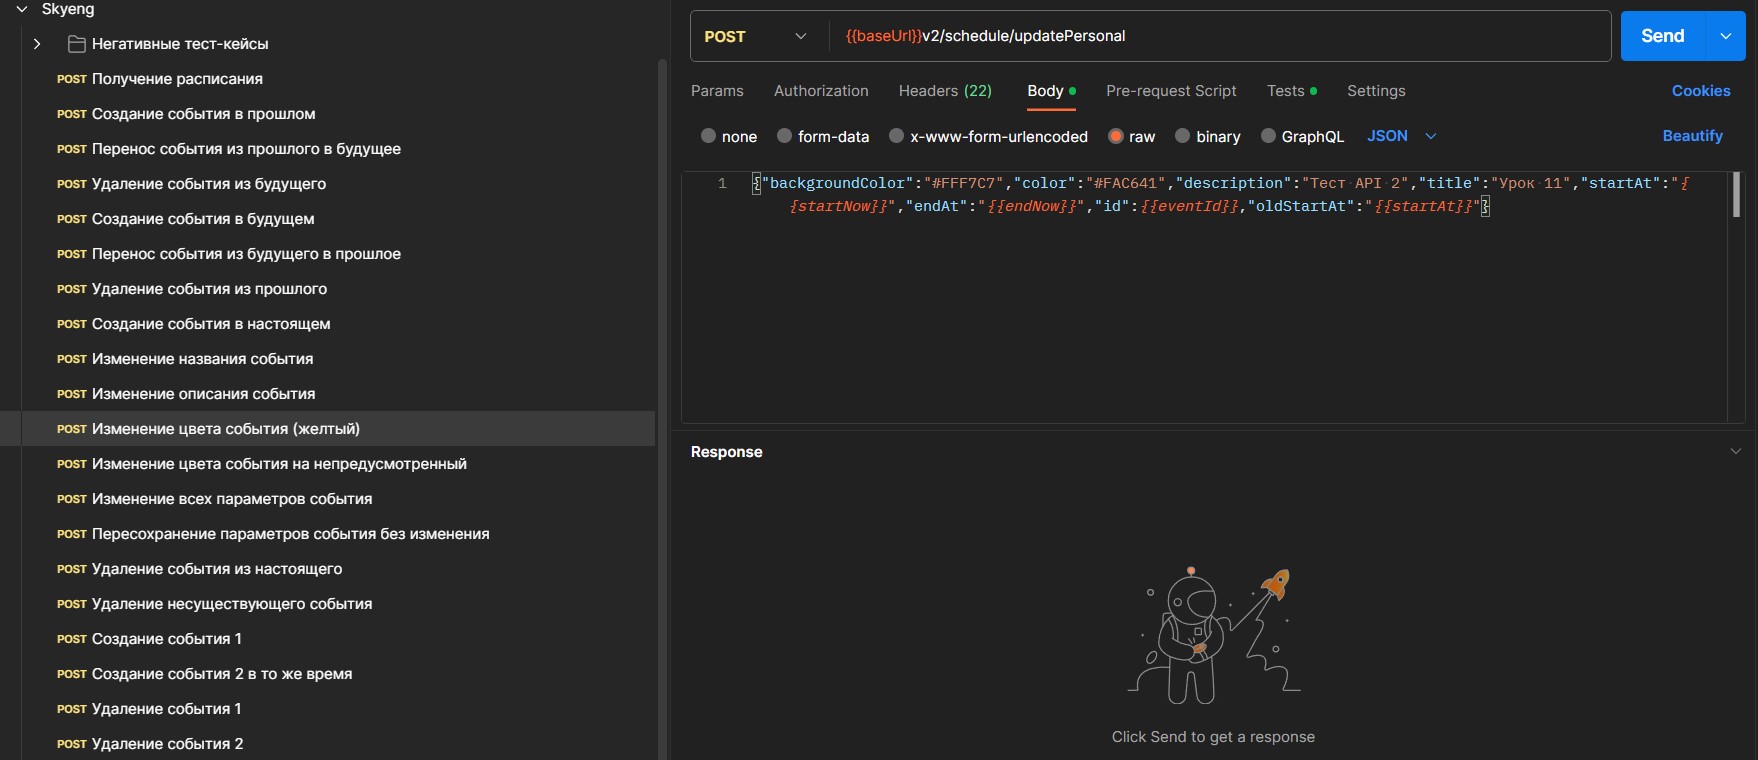 Skyeng
Негативные тест-кейсы
POST Получение расписания
POST Создание события в прошлом
POST Перенос события из прошлого в будущее
POST Удаление события из будущего
POST Создание события в будущем
POST Перенос события из будущего в прошлое
POST Удаление события из прошлого
POST Создание события в настоящем
POST Изменение названия события
POST Изменение описания события
POST Изменение цвета события (желтый)
POST Изменение цвета события на непредусмотренный
POST Изменение всех параметров события
POST Пересохранение параметров события без изменения
POST Удаление события из настоящего
POST Удаление несуществующего события
POST Создание события 1
POST Создание события 2 в то же время
POST Удаление события 1
POST Удаление события 2
POST {{baseUrl}}v2/schedule/updatePersonal Send
Params Authorization Headers (22) Body Pre-request Script Tests Settings Cookies
none form-data x-www-form-urlencoded raw binary GraphQL JSON Beautify
1 {"backgroundColor":"#FFF7C7","color":"#FAC641","description":"Тест API 2","title":"Урок 11","startAt":"{
{startNow}}","endAt":"{{endNow}}","id":{{eventId}},"oldStartAt":"{{startAt}}"}
Response
Click Send to get a response